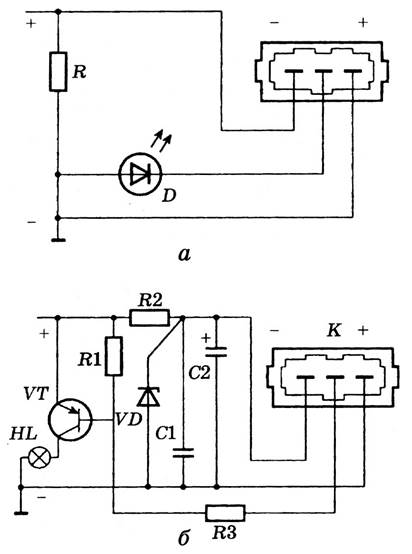 - +
+
R
D
-
а
R2
+
- K +
R1
C2
VT
VD
C1
HL
-
R3
б